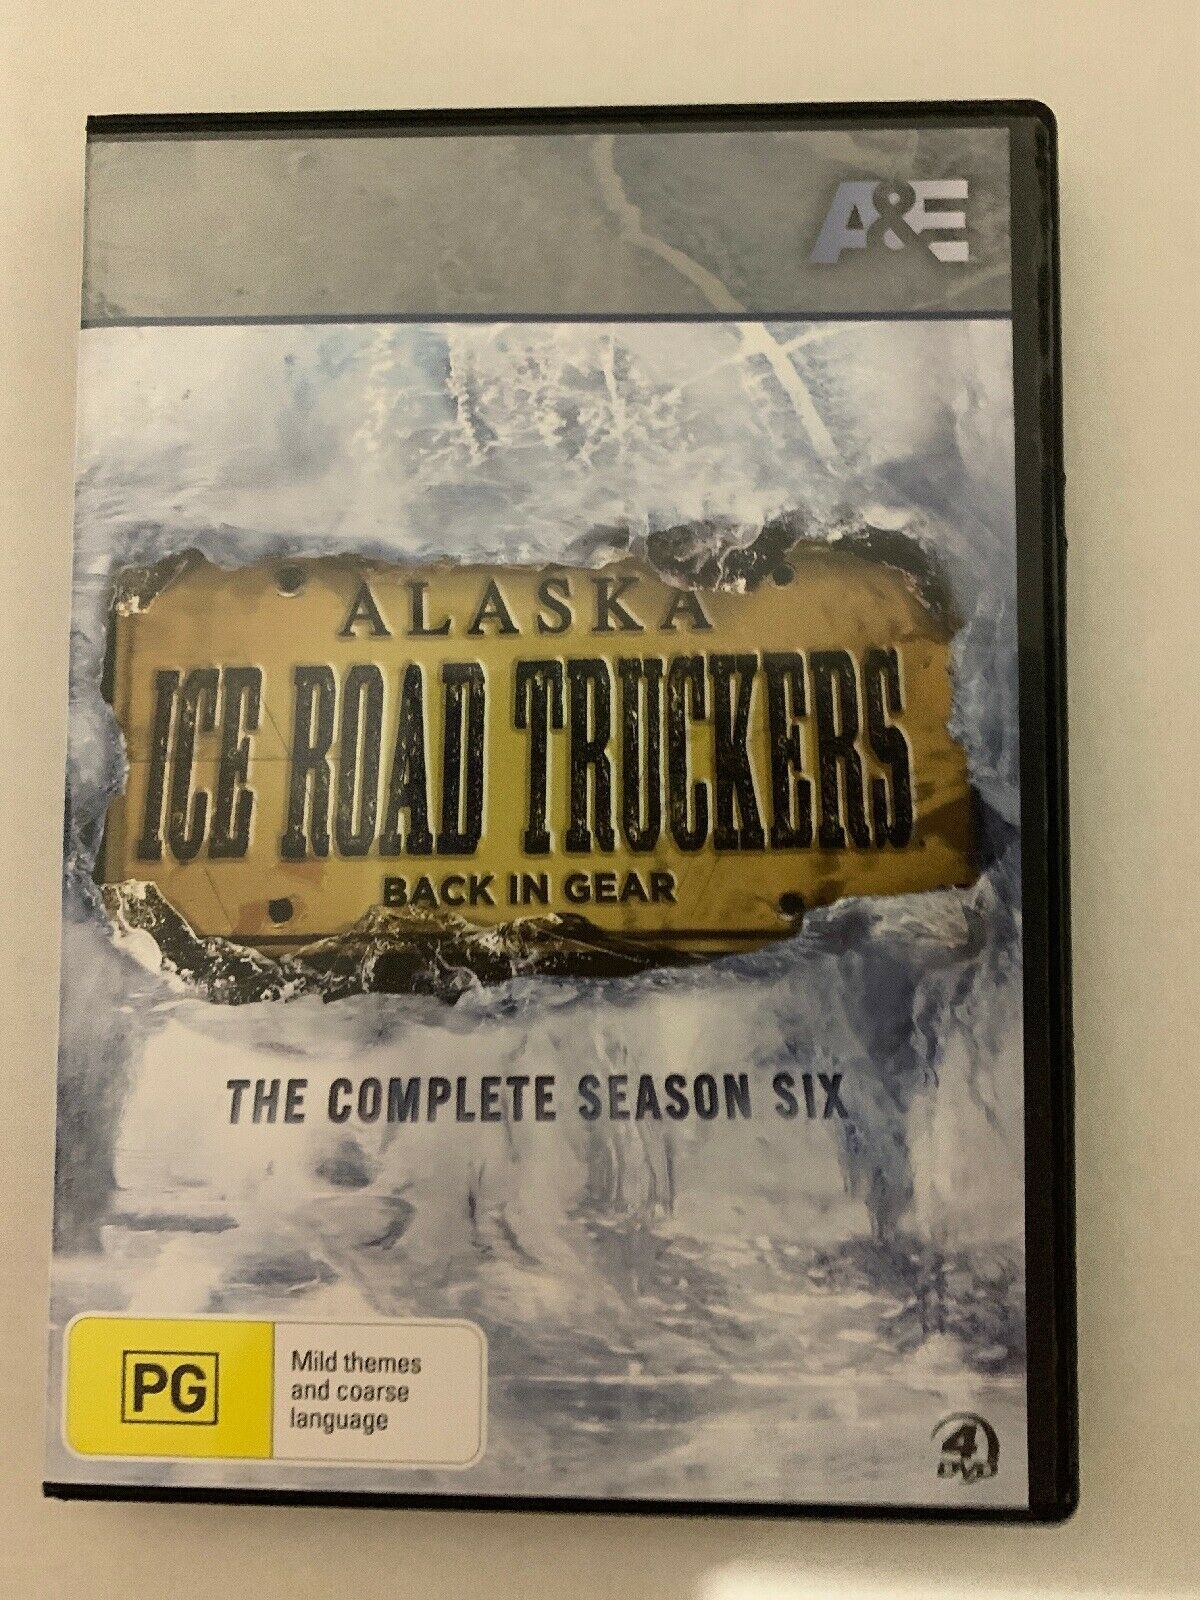 A&E
ALASKA
ICE ROAD TRUCKERS
BACK IN GEAR
THE COMPLETE SEASON SIX
PG
Mild themes
and coarse
language
4
DVD